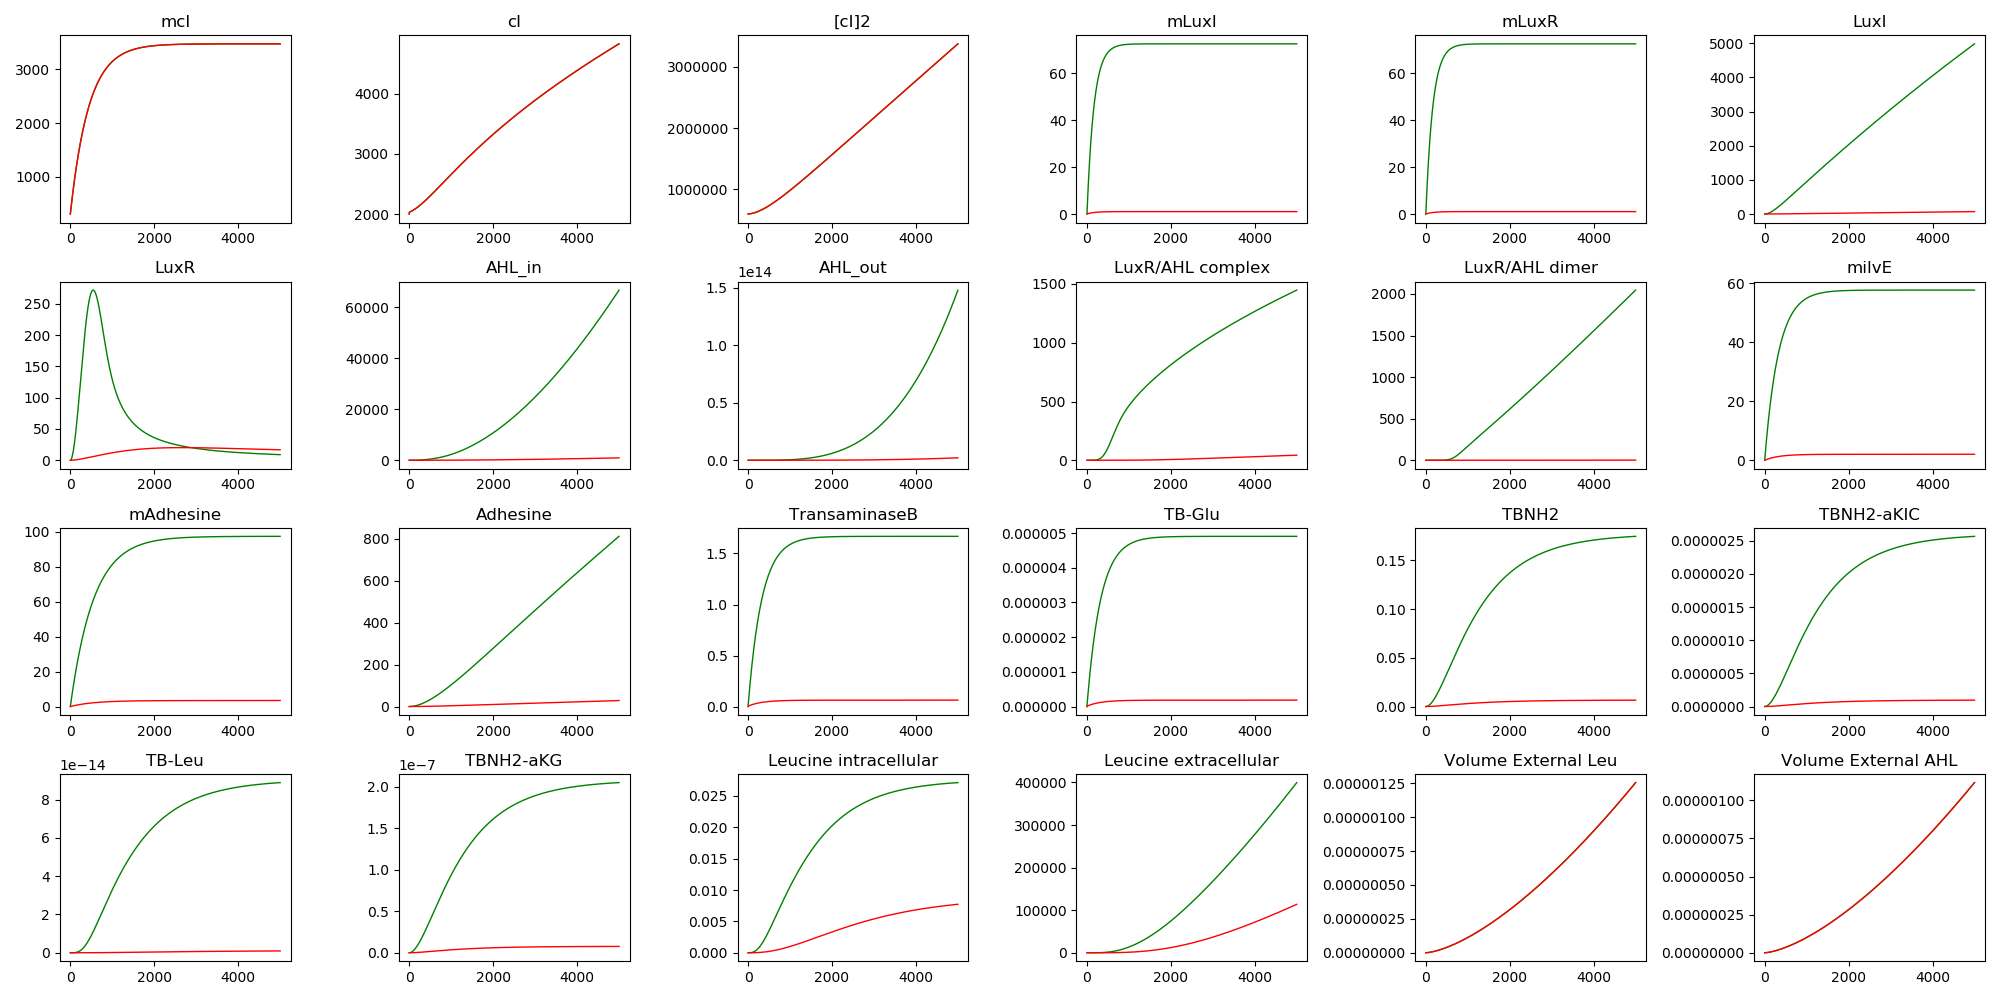 mcI cI [cI]2 mLuxI mLuxR LuxI
3000 2000 1000 0 2000 4000
4000 3000 2000 0 2000 4000
3000000 2000000 1000000 0 2000 4000
60 40 20 0 0 2000 4000
60 40 20 0 0 2000 4000
5000 4000 3000 2000 1000 0 0 2000 4000
LuxR AHL_in AHL_out LuxR/AHL complex LuxR/AHL dimer milvE
250 200 150 100 50 0 0 2000 4000
60000 40000 20000 0 0 2000 4000
1e14 1.5 1.0 0.5 0.0 0 2000 4000
1500 1000 500 0 0 2000 4000
2000 1500 1000 500 0 0 2000 4000
60 40 20 0 0 2000 4000
mAdhesine Adhesine TransaminaseB TB-Glu TBNH2 TBNH2-aKIC
100 80 60 40 20 0 0 2000 4000
800 600 400 200 0 0 2000 4000
1.5 1.0 0.5 0.0 0 2000 4000
0.000005 0.000004 0.000003 0.000002 0.000001 0.000000 0 2000 4000
0.15 0.10 0.05 0.00 0 2000 4000
0.0000025 0.0000020 0.0000015 0.0000010 0.0000005 0.0000000 0 2000 4000
TB-Leu TBNH2-aKG Leucine intracellular Leucine extracellular Volume External Leu Volume External AHL
1e−14 8 6 4 2 0 0 2000 4000
1e−7 2.0 1.5 1.0 0.5 0.0 0 2000 4000
0.025 0.020 0.015 0.010 0.005 0.000 0 2000 4000
400000 300000 200000 100000 0 0 2000 4000
0.00000125 0.00000100 0.00000075 0.00000050 0.00000025 0.00000000 0 2000 4000
0.00000100 0.00000075 0.00000050 0.00000025 0.00000000 0 2000 4000